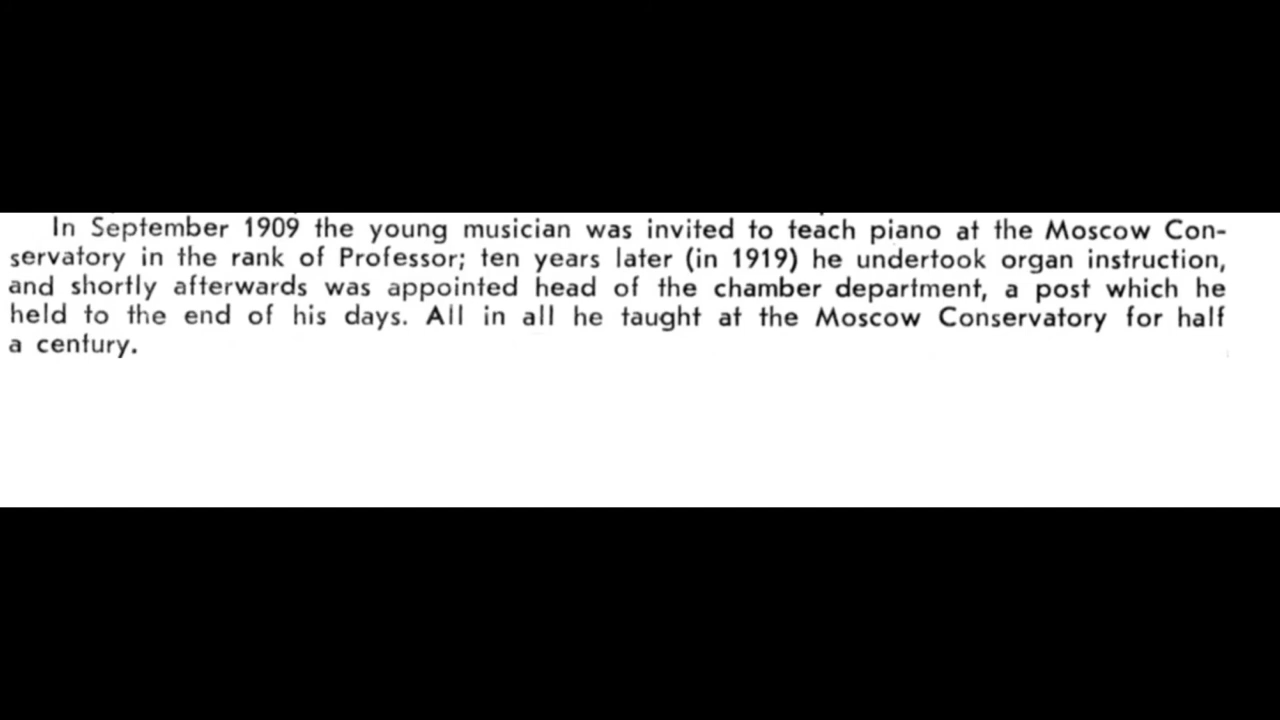 In September 1909 the young musician was invited to teach piano at the Moscow Con-
servatory in the rank of Professor; ten years later (in 1919) he undertook organ instruction,
and shortly afterwards was appointed head of the chamber department, a post which he
held to the end of his days. All in all he taught at the Moscow Conservatory for half
a century.